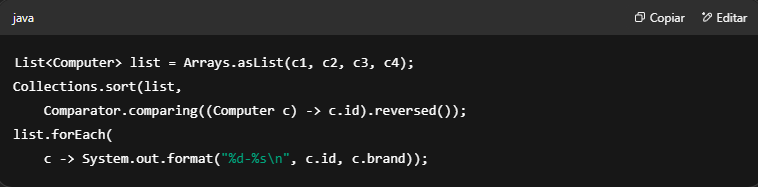 java Copiar Editar
List<Computer> list = Arrays.asList(c1, c2, c3, c4);
Collections.sort(list,
    Comparator.comparing((Computer c) -> c.id).reversed());
list.forEach(
    c -> System.out.format("%d-%s\n", c.id, c.brand));